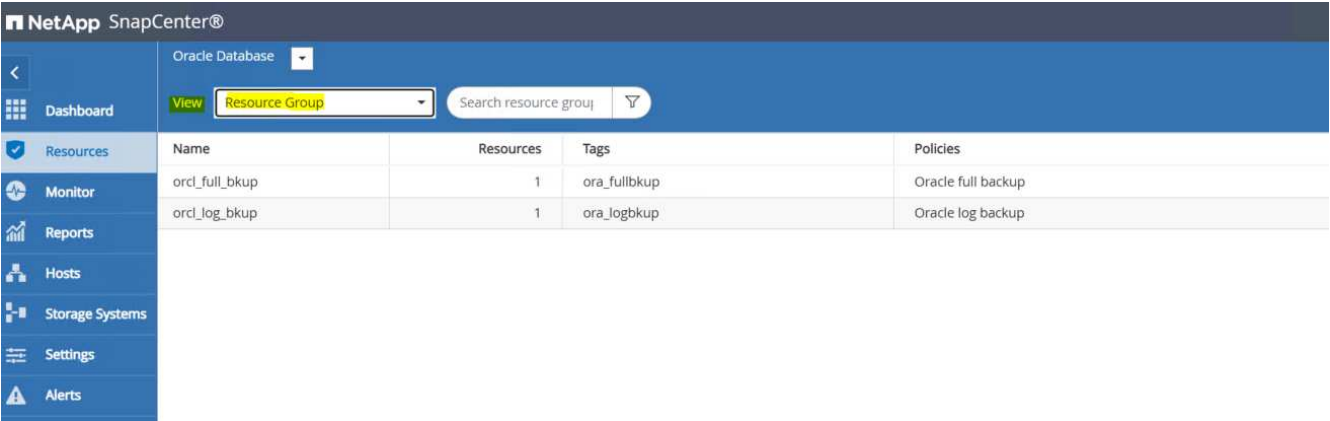 NetApp SnapCenter®
Oracle Database
View Resource Group Search resource grou
Dashboard
Resources
Monitor
Reports
Hosts
Storage Systems
Settings
Alerts
Name Resources Tags Policies
orcl_full_bkup 1 ora_fullbkup Oracle full backup
orcl_log_bkup 1 ora_logbkup Oracle log backup